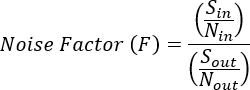 Noise Factor (F) = (S_in / N_in) / (S_out / N_out)